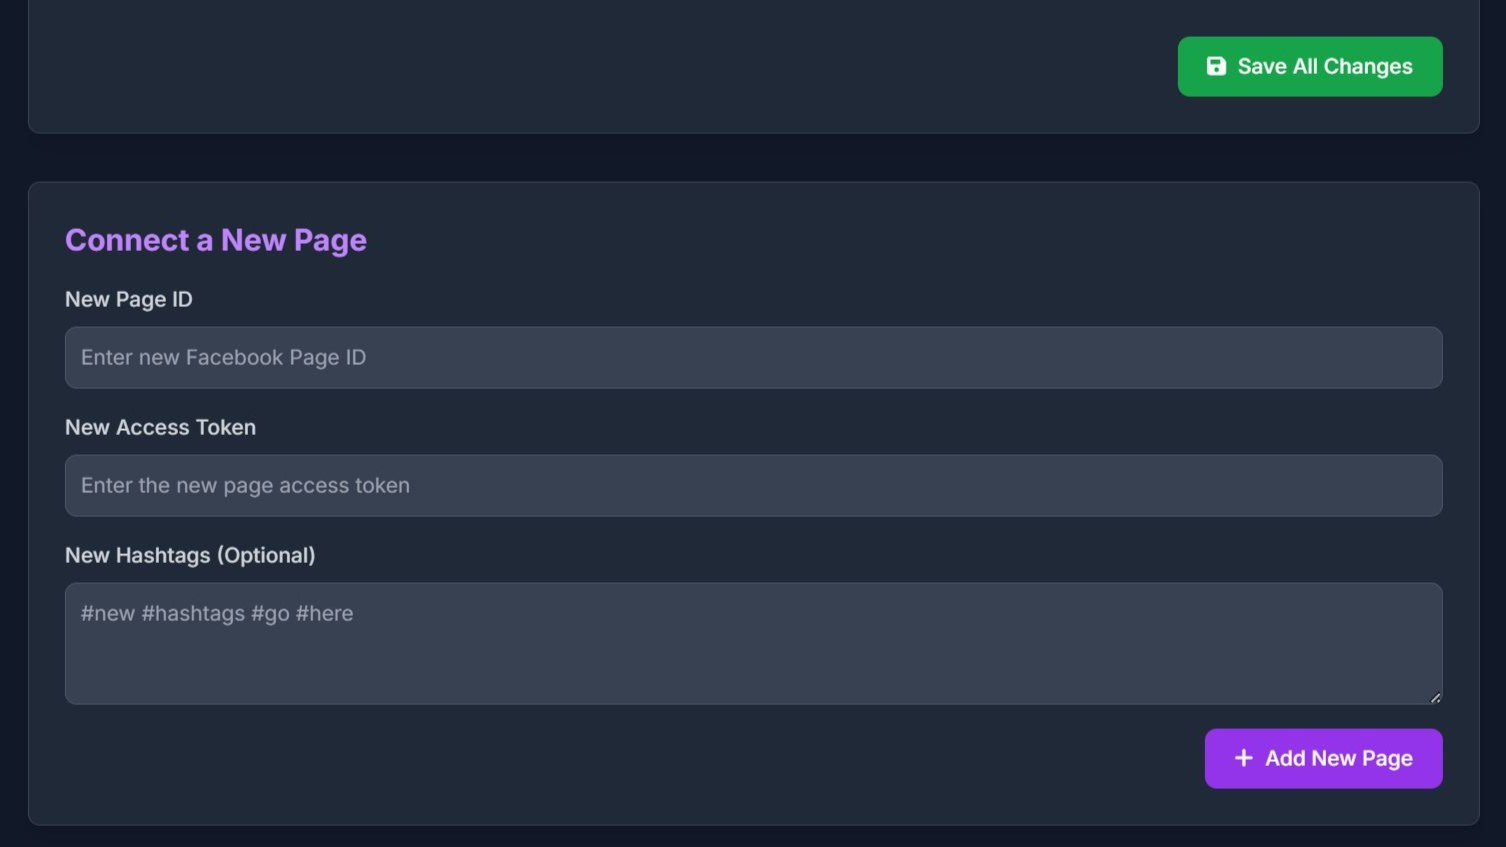 Save All Changes
Connect a New Page
New Page ID
Enter new Facebook Page ID
New Access Token
Enter the new page access token
New Hashtags (Optional)
#new #hashtags #go #here
+ Add New Page